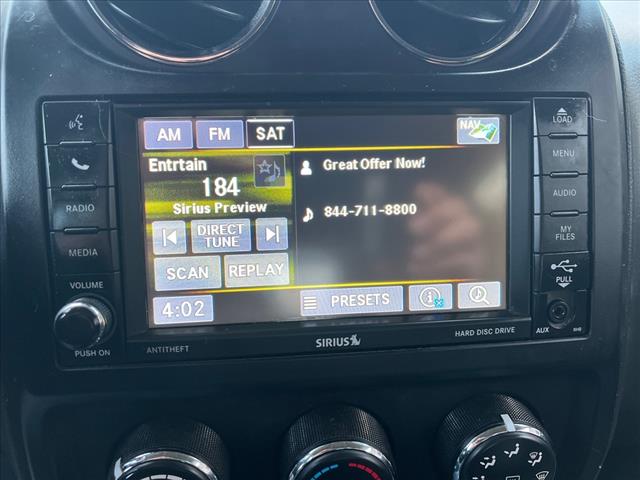 AM FM SAT NAV
Entrtain
184
Sirius Preview
DIRECT
TUNE
SCAN REPLAY
4:02
Great Offer Now!
844-711-8800
PRESETS
RADIO
MEDIA
VOLUME
PUSH ON
LOAD
MENU
AUDIO
MY
FILES
PULL
AUX
ANTITHEFT
SIRIUS
HARD DISC DRIVE